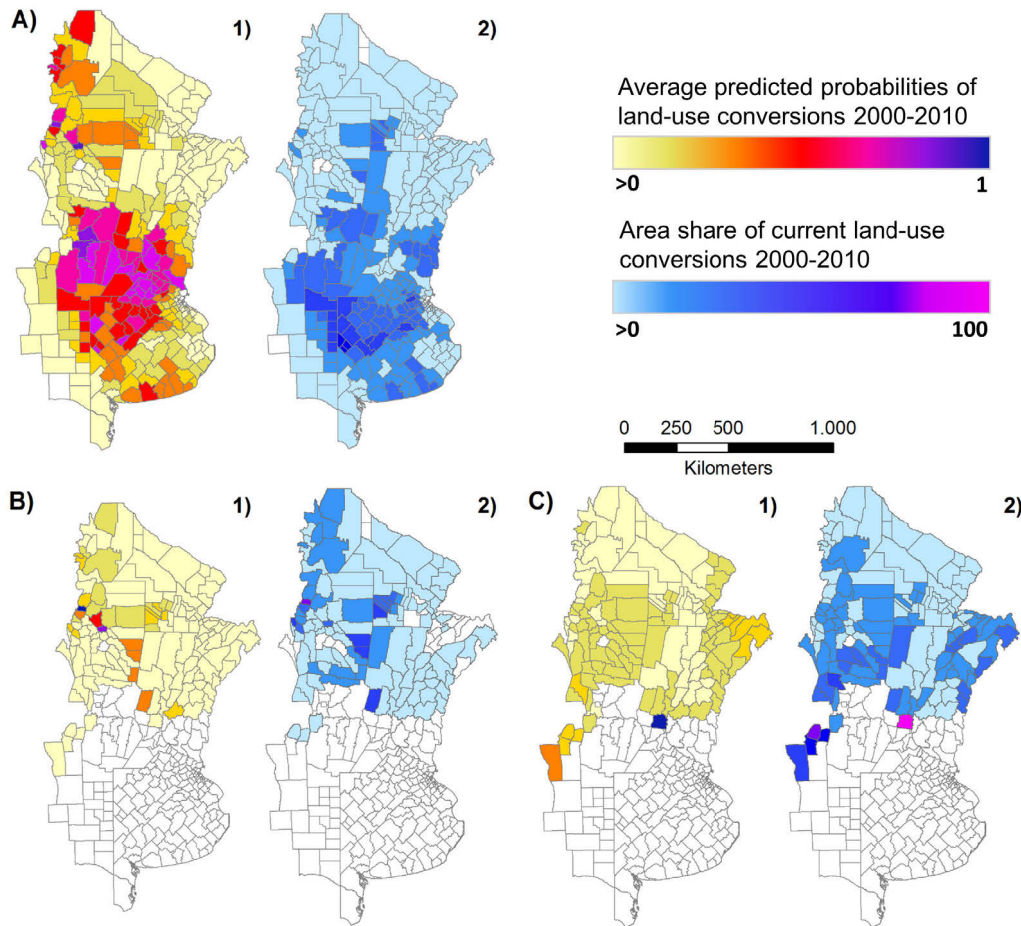 A)
1)
2)
Average predicted probabilities of
land-use conversions 2000-2010
>0 1
Area share of current land-use
conversions 2000-2010
>0 100
0 250 500 1.000
Kilometers
B)
1)
2)
C)
1)
2)